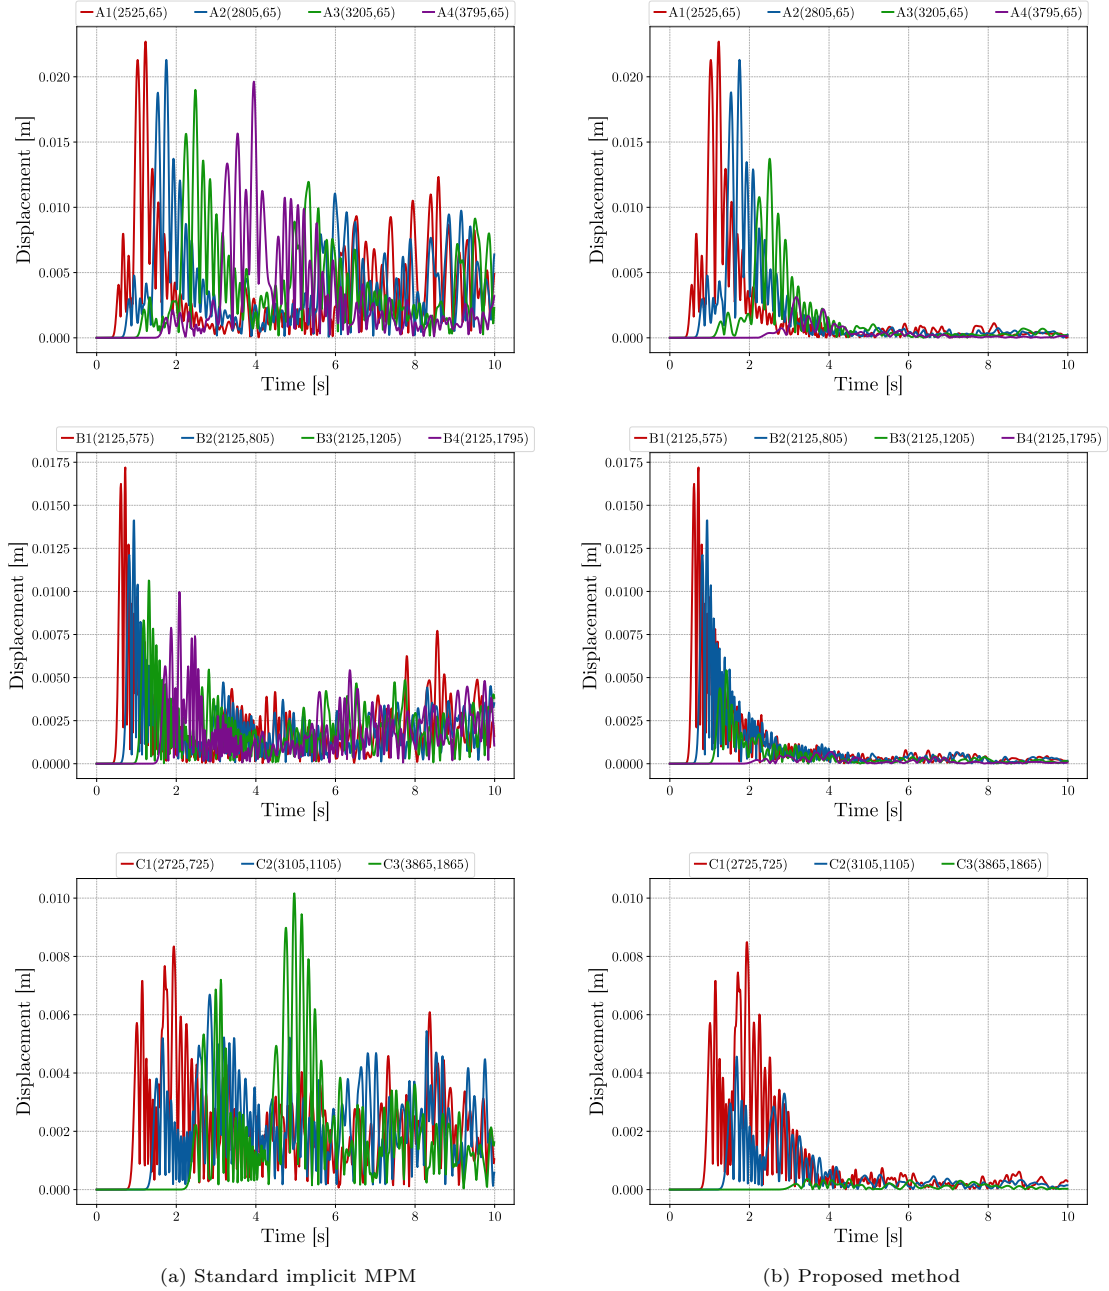 A1(2525,65) A2(2805,65) A3(3205,65) A4(3795,65)
0.020
0.015
0.010
0.005
0.000
Displacement [m]
0 2 4 6 8 10
Time [s]
A1(2525,65) A2(2805,65) A3(3205,65) A4(3795,65)
0.020
0.015
0.010
0.005
0.000
Displacement [m]
0 2 4 6 8 10
Time [s]
B1(2125,575) B2(2125,805) B3(2125,1205) B4(2125,1795)
0.0175
0.0150
0.0125
0.0100
0.0075
0.0050
0.0025
0.0000
Displacement [m]
0 2 4 6 8 10
Time [s]
B1(2125,575) B2(2125,805) B3(2125,1205) B4(2125,1795)
0.0175
0.0150
0.0125
0.0100
0.0075
0.0050
0.0025
0.0000
Displacement [m]
0 2 4 6 8 10
Time [s]
C1(2725,725) C2(3105,1105) C3(3865,1865)
0.010
0.008
0.006
0.004
0.002
0.000
Displacement [m]
0 2 4 6 8 10
Time [s]
C1(2725,725) C2(3105,1105) C3(3865,1865)
0.010
0.008
0.006
0.004
0.002
0.000
Displacement [m]
0 2 4 6 8 10
Time [s]
(a) Standard implicit MPM
(b) Proposed method